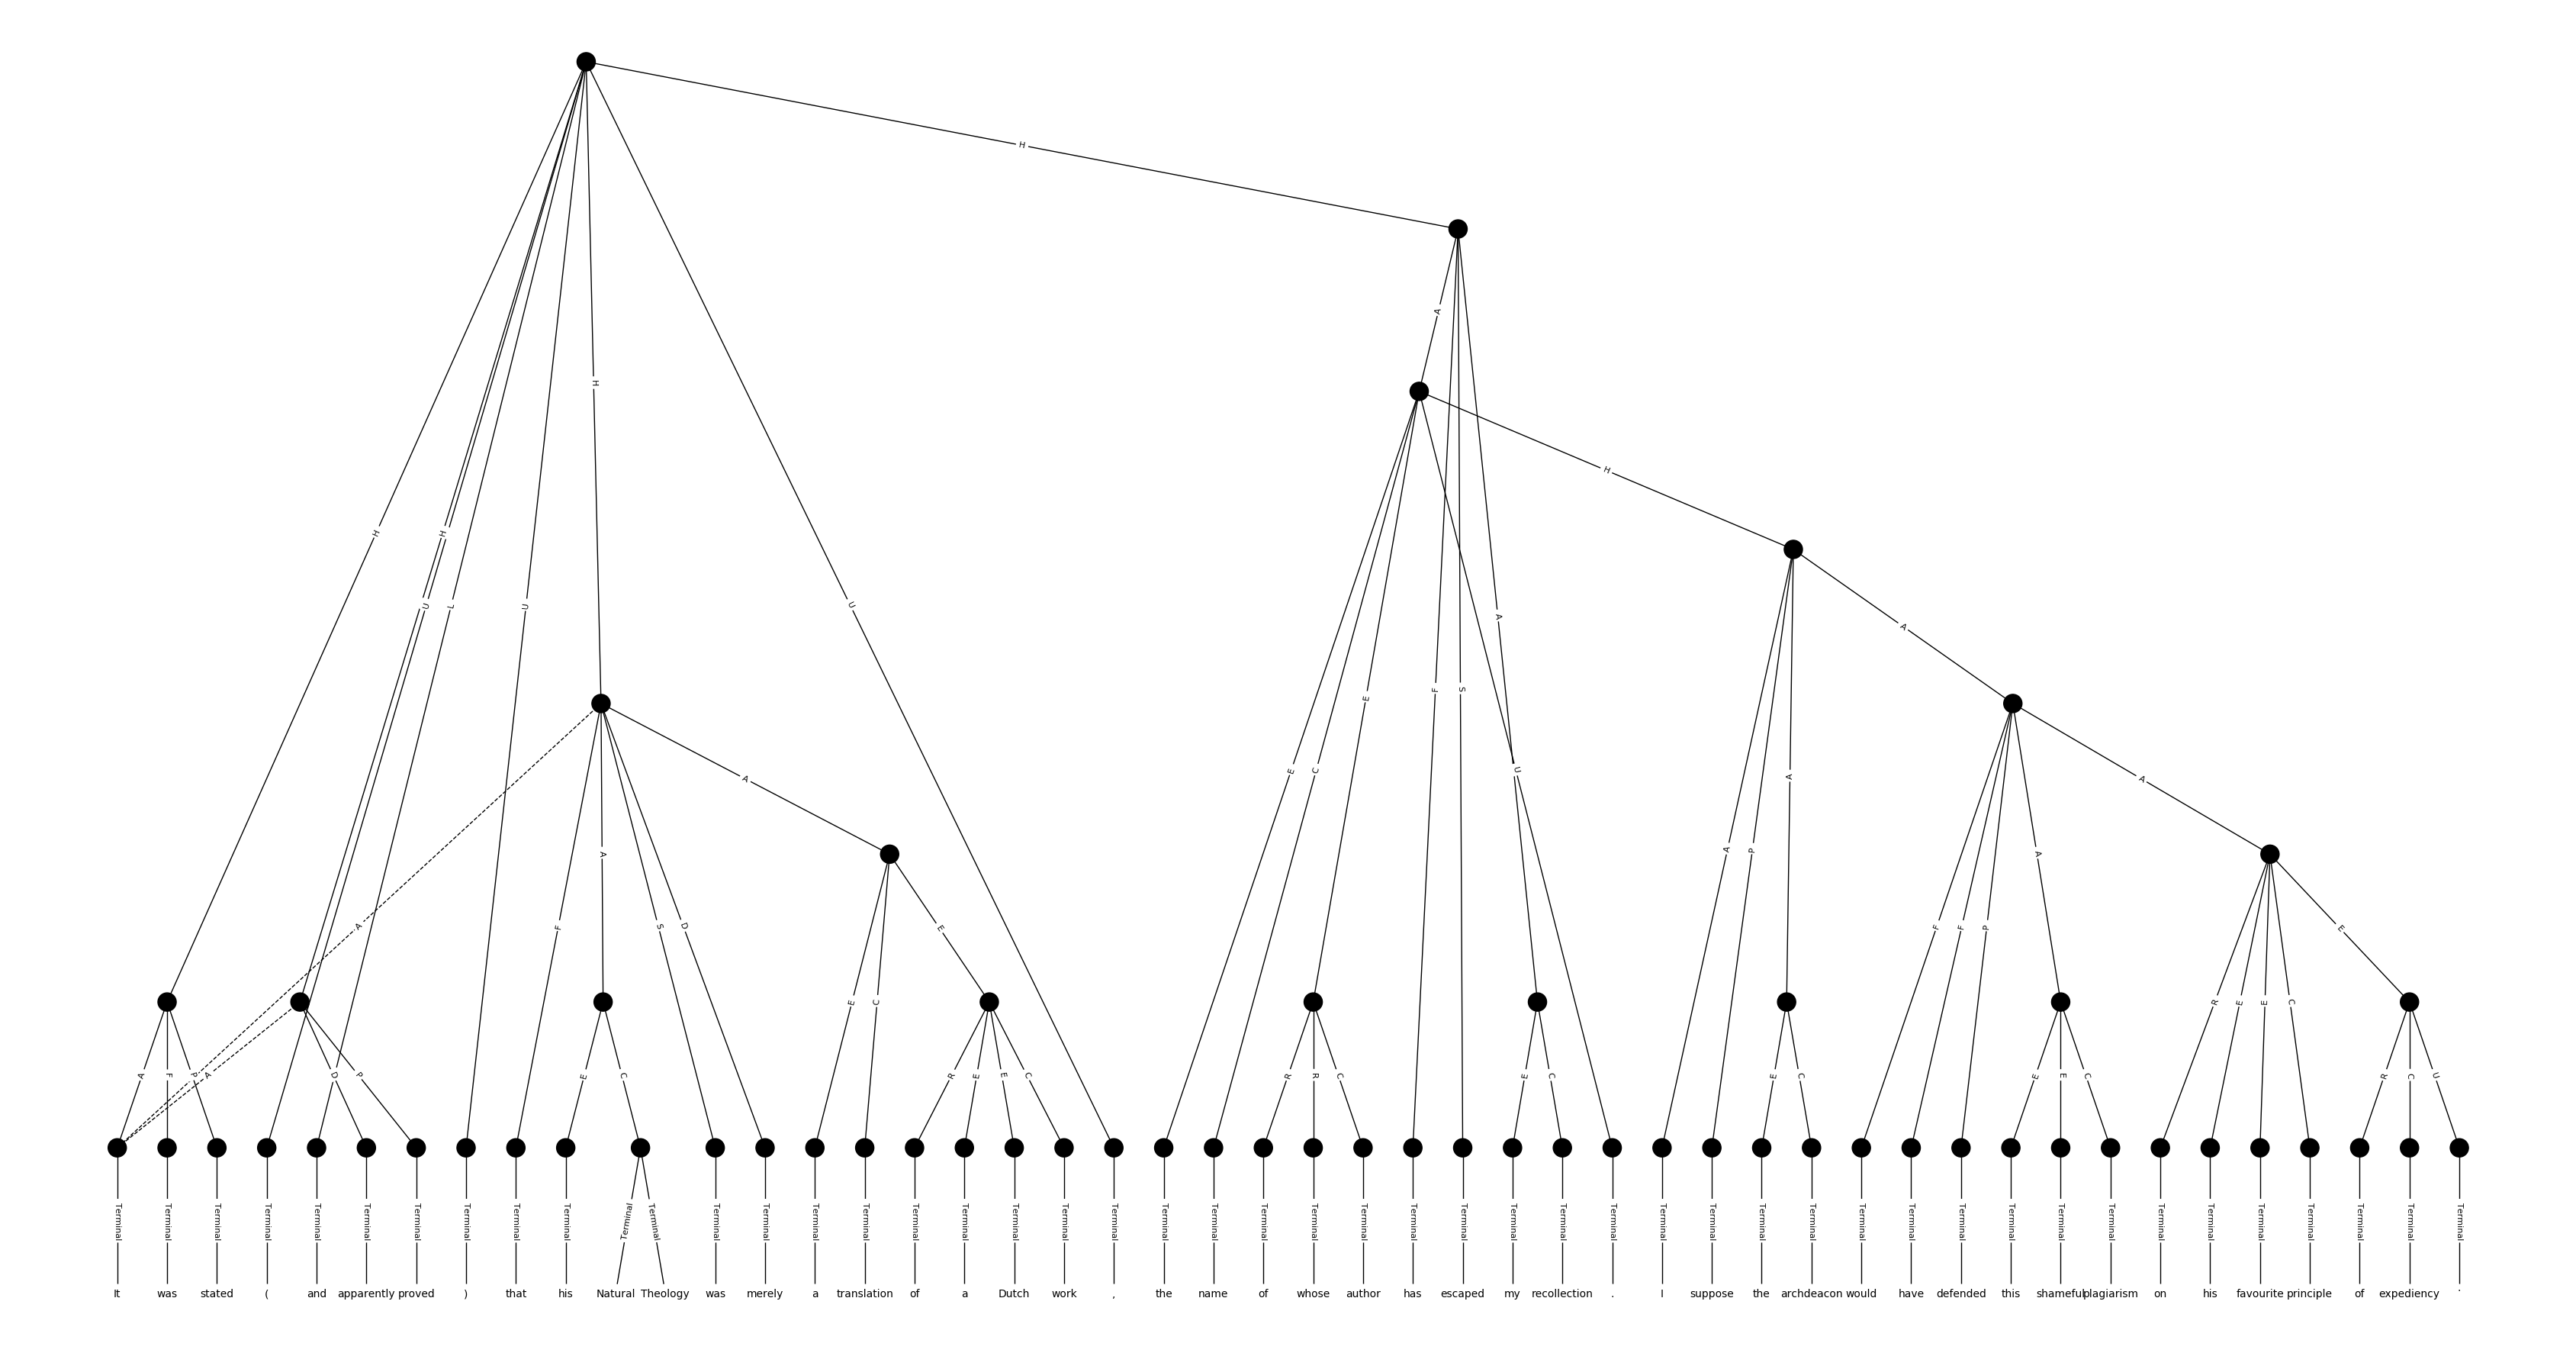 H
A
H
H
H
U
H
U
L
U
A
A
F
S
A
E
C
E
U
A
A
A
P
A
F
A
S
D
A
F
F
P
A
E
E
C
R
E
E
C
A
F
P
A
D
P
E
C
R
E
E
C
R
R
C
E
C
E
C
E
E
C
R
C
U
Terminal Terminal Terminal Terminal Terminal Terminal Terminal Terminal Terminal Terminal Terminal Terminal Terminal Terminal Terminal Terminal Terminal Terminal Terminal Terminal Terminal Terminal Terminal Terminal Terminal Terminal Terminal Terminal Terminal Terminal Terminal Terminal Terminal Terminal Terminal Terminal Terminal Terminal Terminal Terminal Terminal Terminal Terminal Terminal Terminal Terminal Terminal Terminal
It was stated ( and apparently proved ) that his Natural Theology was merely a translation of a Dutch work , the name of whose author has escaped my recollection . I suppose the archdeacon would have defended this shameful plagiarism on his favourite principle of expediency .